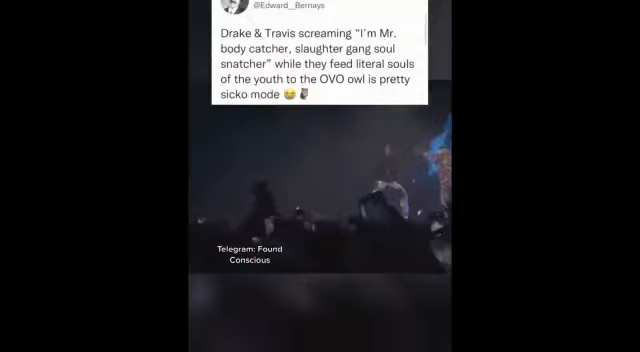 @Edward__Bernays
Drake & Travis screaming "I'm Mr.
body catcher, slaughter gang soul
snatcher" while they feed literal souls
of the youth to the OVO owl is pretty
sicko mode 😭🦉
Telegram: Found
Conscious